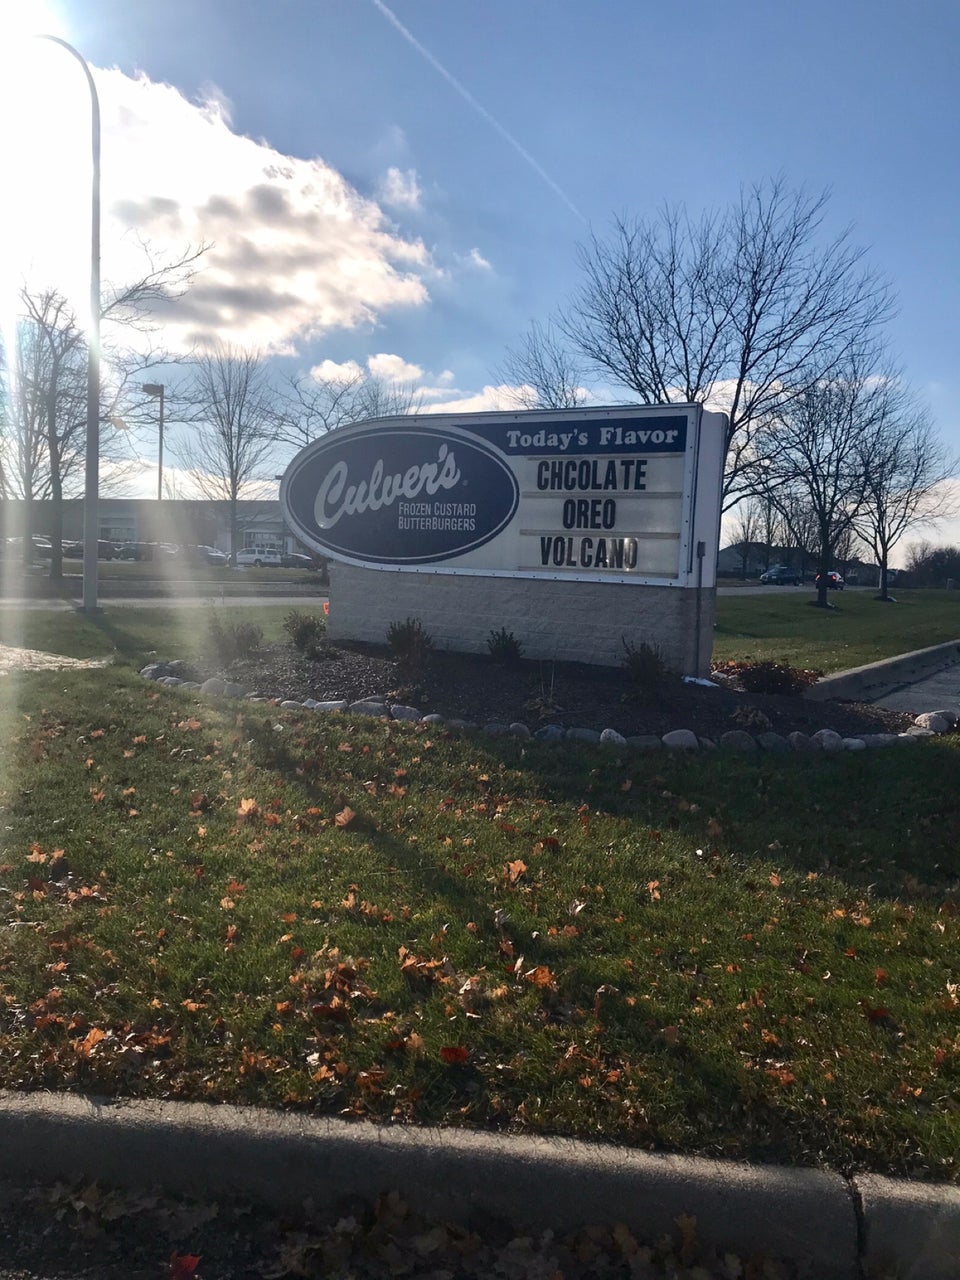 Culver's
FROZEN CUSTARD
BUTTERBURGERS
Today's Flavor
CHCOLATE
OREO
VOLCANO